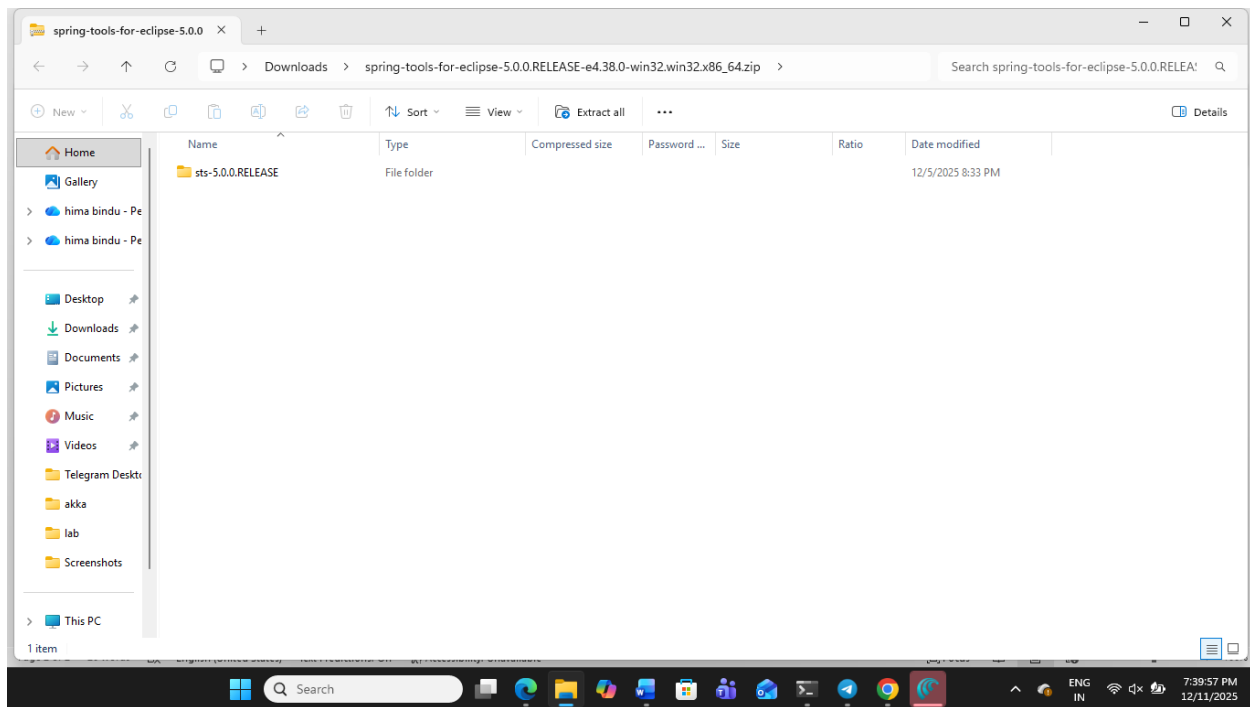 spring-tools-for-eclipse-5.0.0
Downloads > spring-tools-for-eclipse-5.0.0.RELEASE-e4.38.0-win32.win32.x86_64.zip >
Search spring-tools-for-eclipse-5.0.0.RELEA
New
Sort
View
Extract all
Details
Name Type Compressed size Password ... Size Ratio Date modified
sts-5.0.0.RELEASE File folder 12/5/2025 8:33 PM
Home
Gallery
hima bindu - Pe
hima bindu - Pe
Desktop
Downloads
Documents
Pictures
Music
Videos
Telegram Deskto
akka
lab
Screenshots
This PC
1 item
Search
ENG
IN
7:39:57 PM
12/11/2025